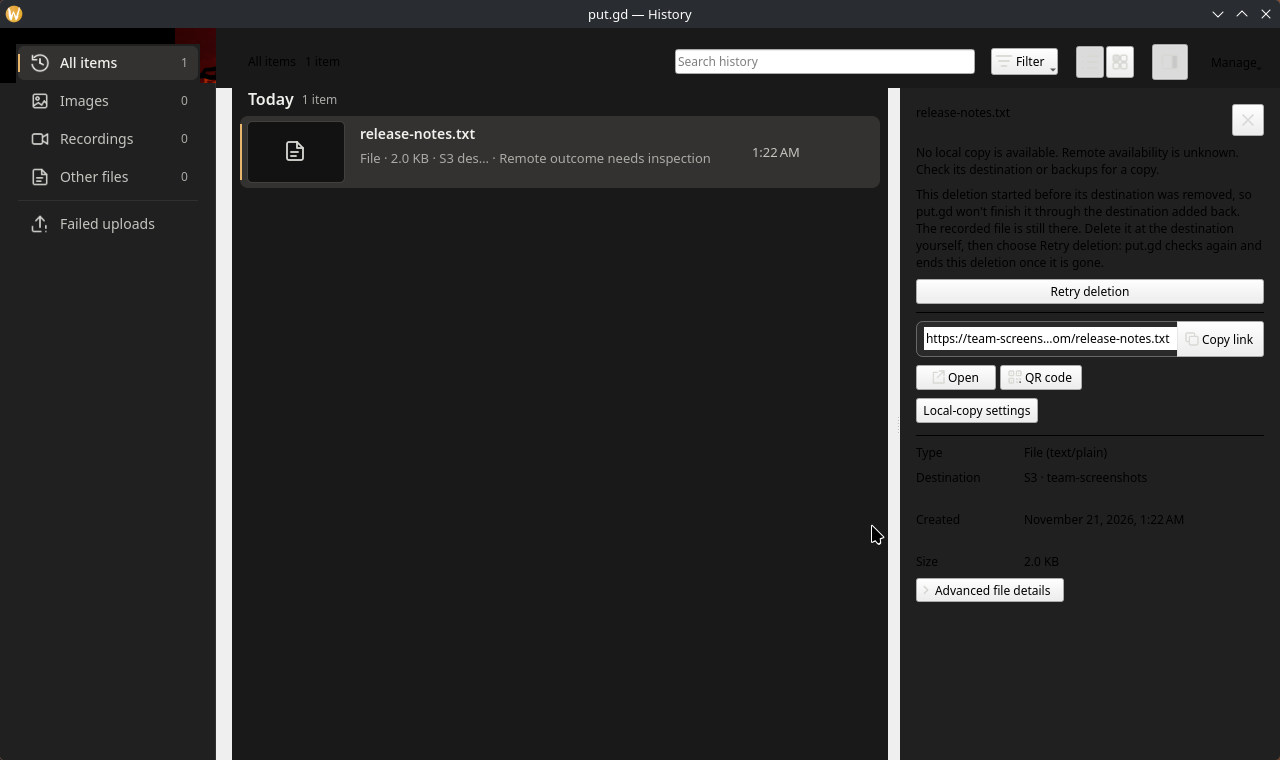 put.gd — History
All items 1
Images 0
Recordings 0
Other files 0
Failed uploads
All items 1 item
Search history
Filter
Manage
Today 1 item
release-notes.txt
File · 2.0 KB · S3 des... · Remote outcome needs inspection
1:22 AM
release-notes.txt
No local copy is available. Remote availability is unknown.
Check its destination or backups for a copy.
This deletion started before its destination was removed, so
put.gd won't finish it through the destination added back.
The recorded file is still there. Delete it at the destination
yourself, then choose Retry deletion: put.gd checks again and
ends this deletion once it is gone.
Retry deletion
https://team-screens...om/release-notes.txt
Copy link
Open
QR code
Local-copy settings
Type File (text/plain)
Destination S3 · team-screenshots
Created November 21, 2026, 1:22 AM
Size 2.0 KB
Advanced file details